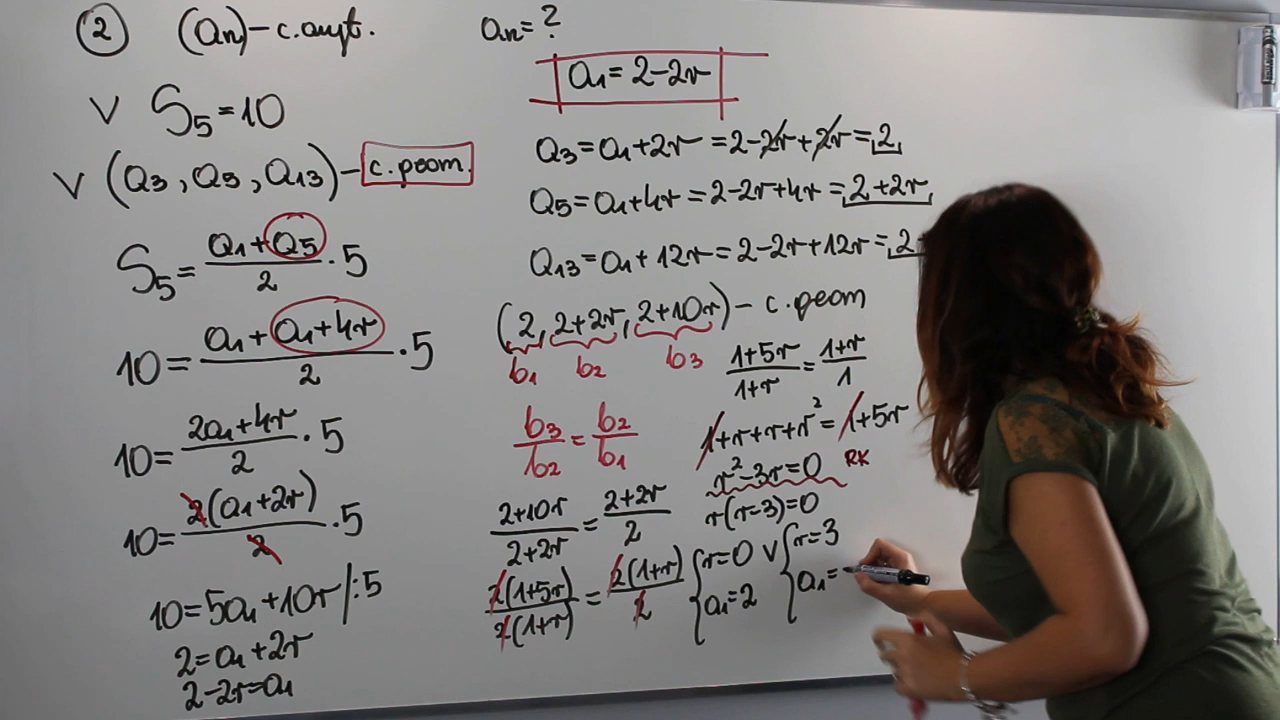 ② (an) – c. aryt.
V S₅ = 10
V (a₃, a₅, a₁₃) – c. geom.
S₅ = (a₁ + a₅)/2 · 5
10 = (a₁ + a₁ + 4r)/2 · 5
10 = (2a₁ + 4r)/2 · 5
10 = 2(a₁ + 2r)/2 · 5
10 = 5a₁ + 10r /:5
2 = a₁ + 2r
2 – 2r = a₁
an = ?
a₁ = 2 – 2r
a₃ = a₁ + 2r = 2 – 2r + 2r = 2
a₅ = a₁ + 4r = 2 – 2r + 4r = 2 + 2r
a₁₃ = a₁ + 12r = 2 – 2r + 12r = 2
(2, 2 + 2r, 2 + 10r) – c. geom
b₁ b₂ b₃
b₃/b₂ = b₂/b₁
(2 + 10r)/(2 + 2r) = (2 + 2r)/2
2(1 + 5r)/2(1 + r) = 2(1 + r)/2
(1 + 5r)/(1 + r) = (1 + r)/1
1 + r + r + r² = 1 + 5r
r² – 3r = 0 RK
r(r – 3) = 0
{r = 0 V {r = 3
a₁ = 2 a₁ =